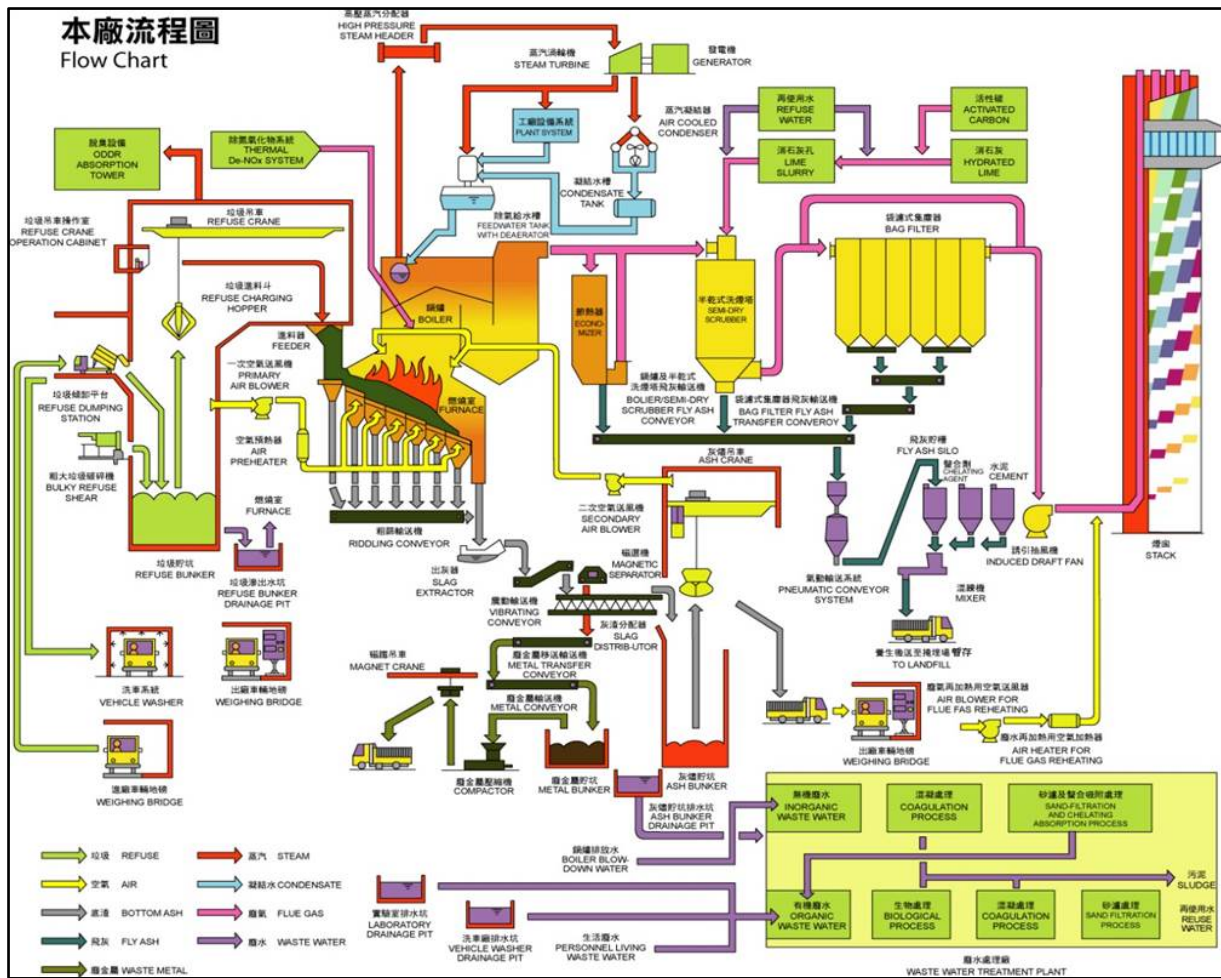 本廠流程圖
Flow Chart
高壓蒸汽分配器
HIGH PRESSURE
STEAM HEADER
蒸汽渦輪機
STEAM TURBINE
發電機
GENERATOR
脫臭設備
ODDR
ABSORPTION
TOWER
除氮氧化物系統
THERMAL
De-NOx SYSTEM
工廠設備系統
PLANT SYSTEM
蒸汽凝結器
AIR COOLED
CONDENSER
再使用水
REFUSE
WATER
活性碳
ACTIVATED
CARBON
消石灰乳
LIME
SLURRY
消石灰
HYDRATED
LIME
凝結水槽
CONDENSATE
TANK
除氧給水槽
FEEDWATER TANK
WITH DEAERATOR
垃圾吊車操作室
REFUSE CRANE
OPERATION CABINET
垃圾吊車
REFUSE CRANE
袋濾式集塵器
BAG FILTER
垃圾進料斗
REFUSE CHARGING
HOPPER
進料器
FEEDER
鍋爐
BOILER
節熱器
ECONO-
MIZER
半乾式洗煙塔
SEMI-DRY
SCRUBBER
一次空氣送風機
PRIMARY
AIR BLOWER
燃燒室
FURNACE
鍋爐及半乾式
洗煙塔飛灰輸送機
BOLIER/SEMI-DRY
SCRUBBER FLY ASH
CONVEYOR
袋濾式集塵器飛灰輸送機
BAG FILTER FLY ASH
TRANSFER CONVEROY
垃圾傾卸平台
REFUSE DUMPING
STATION
空氣預熱器
AIR
PREHEATER
粗大垃圾破碎機
BULKY REFUSE
SHEAR
灰燼吊車
ASH CRANE
飛灰貯槽
FLY ASH SILO
螯合劑
CHELATING
AGENT
水泥
CEMENT
燃燒室
FURNACE
粗篩輸送機
RIDDLING CONVEYOR
二次空氣送風機
SECONDARY
AIR BLOWER
誘引抽風機
INDUCED DRAFT FAN
煙囪
STACK
垃圾貯坑
REFUSE BUNKER
垃圾滲出水坑
REFUSE BUNKER
DRAINAGE PIT
出灰器
SLAG
EXTRACTOR
磁選機
MAGNETIC
SEPARATOR
震動輸送機
VIBRATING
CONVEYOR
氣動輸送系統
PNEUMATIC CONVEYOR
SYSTEM
混練機
MIXER
灰渣分配器
SLAG
DISTRIB-UTOR
養生後送至掩埋場暫存
TO LANDFILL
洗車系統
VEHICLE WASHER
出廠車輛地磅
WEIGHING BRIDGE
磁鐵吊車
MAGNET CRANE
廢金屬移送輸送機
METAL TRANSFER
CONVEYOR
廢金屬輸送機
METAL CONVEYOR
廢氣再加熱用空氣送風器
AIR BLOWER FOR
FLUE FAS REHEATING
進廠車輛地磅
WEIGHING BRIDGE
廢金屬壓縮機
COMPACTOR
廢金屬貯坑
METAL BUNKER
灰燼貯坑
ASH BUNKER
出廠車輛地磅
WEIGHING BRIDGE
廢水再加熱用空氣加熱器
AIR HEATER FOR
FLUE GAS REHEATING
灰燼貯坑排水坑
ASH BUNKER
DRAINAGE PIT
無機廢水
INORGANIC
WASTE WATER
混凝處理
COAGULATION
PROCESS
砂濾及螯合吸附處理
SAND-FILTRATION
AND CHELATING
ABSORPTION PROCESS
鍋爐排放水
BOILER BLOW-
DOWN WATER
垃圾 REFUSE
蒸汽 STEAM
空氣 AIR
凝結水 CONDENSATE
底渣 BOTTOM ASH
廢氣 FLUE GAS
飛灰 FLY ASH
廢水 WASTE WATER
廢金屬 WASTE METAL
實驗室排水坑
LABORATORY
DRAINAGE PIT
洗車廠排水坑
VEHICLE WASHER
DRAINAGE PIT
生活廢水
PERSONNEL LIVING
WASTE WATER
有機廢水
ORGANIC
WASTE WATER
生物處理
BIOLOGICAL
PROCESS
混凝處理
COAGULATION
PROCESS
砂濾處理
SAND FILTRATION
PROCESS
污泥
SLUDGE
再使用水
REUSE
WATER
廢水處理廠
WASTE WATER TREATMENT PLANT